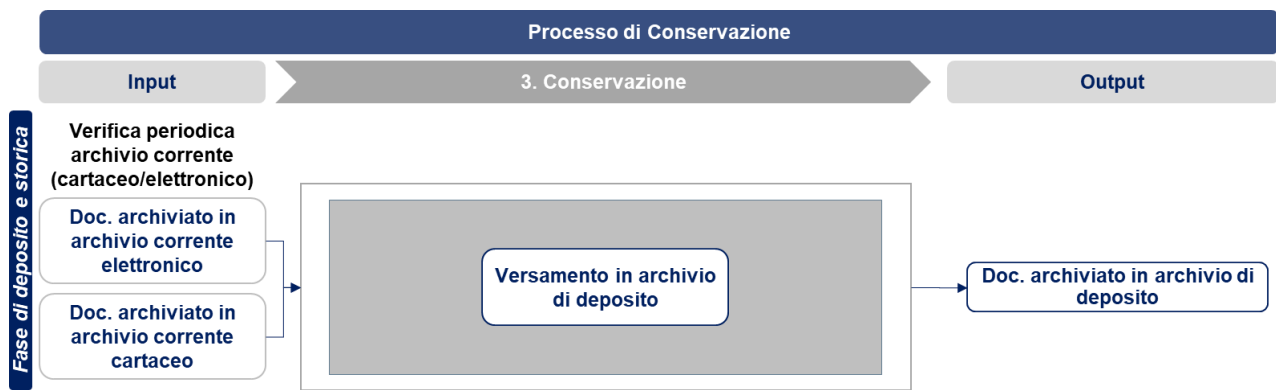 Processo di Conservazione
Input
3. Conservazione
Output
Fase di deposito e storica
Verifica periodica
archivio corrente
(cartaceo/elettronico)
Doc. archiviato in
archivio corrente
elettronico
Doc. archiviato in
archivio corrente
cartaceo
Versamento in archivio
di deposito
Doc. archiviato in archivio di
deposito